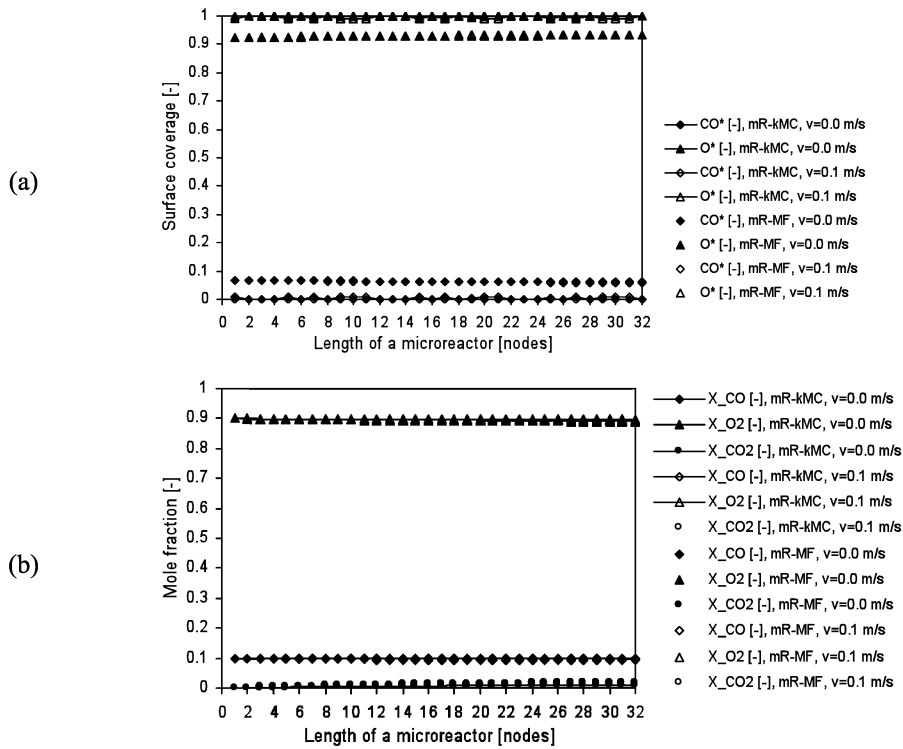 (a)
Surface coverage [-]
1
0.9
0.8
0.7
0.6
0.5
0.4
0.3
0.2
0.1
0
0 2 4 6 8 10 12 14 16 18 20 22 24 26 28 30 32
Length of a microreactor [nodes]
CO* [-], mR-kMC, v=0.0 m/s
O* [-], mR-kMC, v=0.0 m/s
CO* [-], mR-kMC, v=0.1 m/s
O* [-], mR-kMC, v=0.1 m/s
CO* [-], mR-MF, v=0.0 m/s
O* [-], mR-MF, v=0.0 m/s
CO* [-], mR-MF, v=0.1 m/s
O* [-], mR-MF, v=0.1 m/s
(b)
Mole fraction [-]
1
0.9
0.8
0.7
0.6
0.5
0.4
0.3
0.2
0.1
0
0 2 4 6 8 10 12 14 16 18 20 22 24 26 28 30 32
Length of a microreactor [nodes]
X_CO [-], mR-kMC, v=0.0 m/s
X_O2 [-], mR-kMC, v=0.0 m/s
X_CO2 [-], mR-kMC, v=0.0 m/s
X_CO [-], mR-kMC, v=0.1 m/s
X_O2 [-], mR-kMC, v=0.1 m/s
X_CO2 [-], mR-kMC, v=0.1 m/s
X_CO [-], mR-MF, v=0.0 m/s
X_O2 [-], mR-MF, v=0.0 m/s
X_CO2 [-], mR-MF, v=0.0 m/s
X_CO [-], mR-MF, v=0.1 m/s
X_O2 [-], mR-MF, v=0.1 m/s
X_CO2 [-], mR-MF, v=0.1 m/s